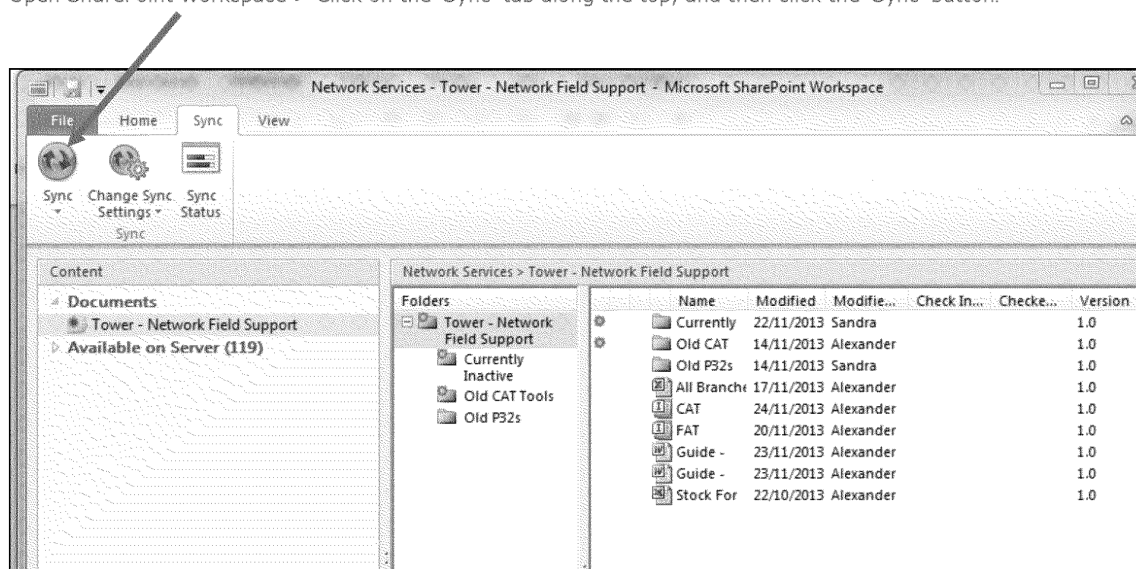 Open SharePoint Workspace > Click on the 'Sync' tab along the top, and then click the 'Sync' button.
Network Services - Tower - Network Field Support - Microsoft SharePoint Workspace
File Home Sync View
Sync Change Sync Settings Sync Status
Sync
Content
Documents
Tower - Network Field Support
Available on Server (119)
Network Services > Tower - Network Field Support
Folders
Tower - Network
Field Support
Currently
Inactive
Old CAT Tools
Old P32s
Name Modified Modifie... Check In... Checke... Version
Currently 22/11/2013 Sandra 1.0
Old CAT 14/11/2013 Alexander 1.0
Old P32s 14/11/2013 Sandra 1.0
All Branche 17/11/2013 Alexander 1.0
CAT 24/11/2013 Alexander 1.0
FAT 20/11/2013 Alexander 1.0
Guide - 23/11/2013 Alexander 1.0
Guide - 23/11/2013 Alexander 1.0
Stock For 22/10/2013 Alexander 1.0